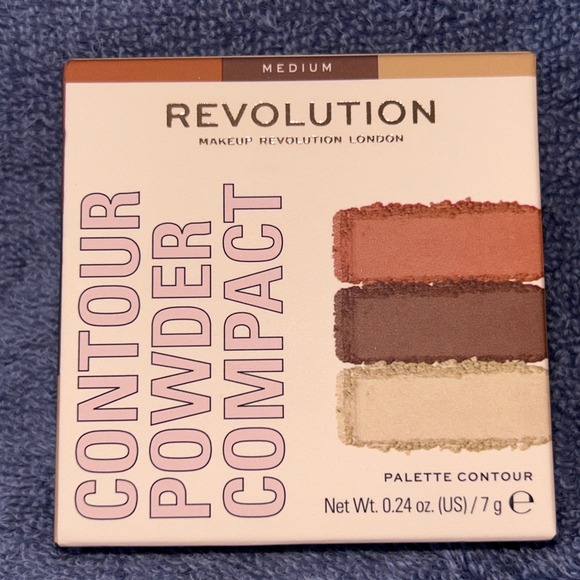 MEDIUM
REVOLUTION
MAKEUP REVOLUTION LONDON
CONTOUR
POWDER
COMPACT
PALETTE CONTOUR
Net Wt. 0.24 oz. (US) / 7 g ℮